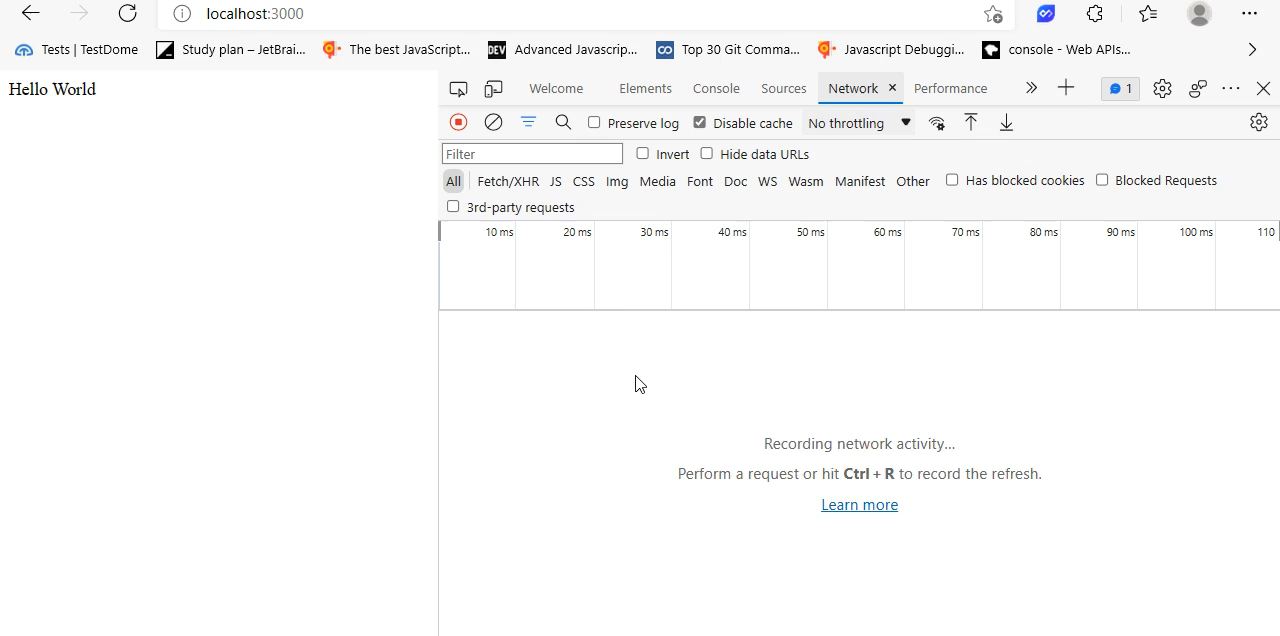 localhost:3000
Tests | TestDome Study plan – JetBrai... The best JavaScript... DEV Advanced Javascrip... Top 30 Git Comma... Javascript Debuggi... console - Web APIs...
Hello World
Welcome Elements Console Sources Network Performance 1
Preserve log Disable cache No throttling
Filter Invert Hide data URLs
All Fetch/XHR JS CSS Img Media Font Doc WS Wasm Manifest Other Has blocked cookies Blocked Requests
3rd-party requests
10 ms 20 ms 30 ms 40 ms 50 ms 60 ms 70 ms 80 ms 90 ms 100 ms 110
Recording network activity...
Perform a request or hit Ctrl + R to record the refresh.
Learn more